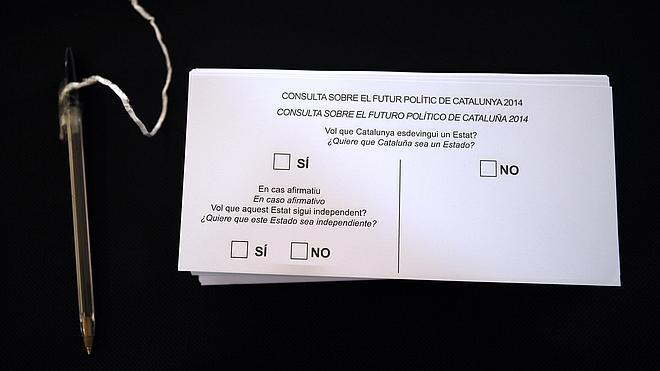 CONSULTA SOBRE EL FUTUR POLÍTIC DE CATALUNYA 2014
CONSULTA SOBRE EL FUTURO POLÍTICO DE CATALUÑA 2014
Vol que Catalunya esdevingui un Estat?
¿Quiere que Cataluña sea un Estado?
SÍ
NO
En cas afirmatiu
En caso afirmativo
Vol que aquest Estat sigui independent?
¿Quiere que este Estado sea independiente?
SÍ NO